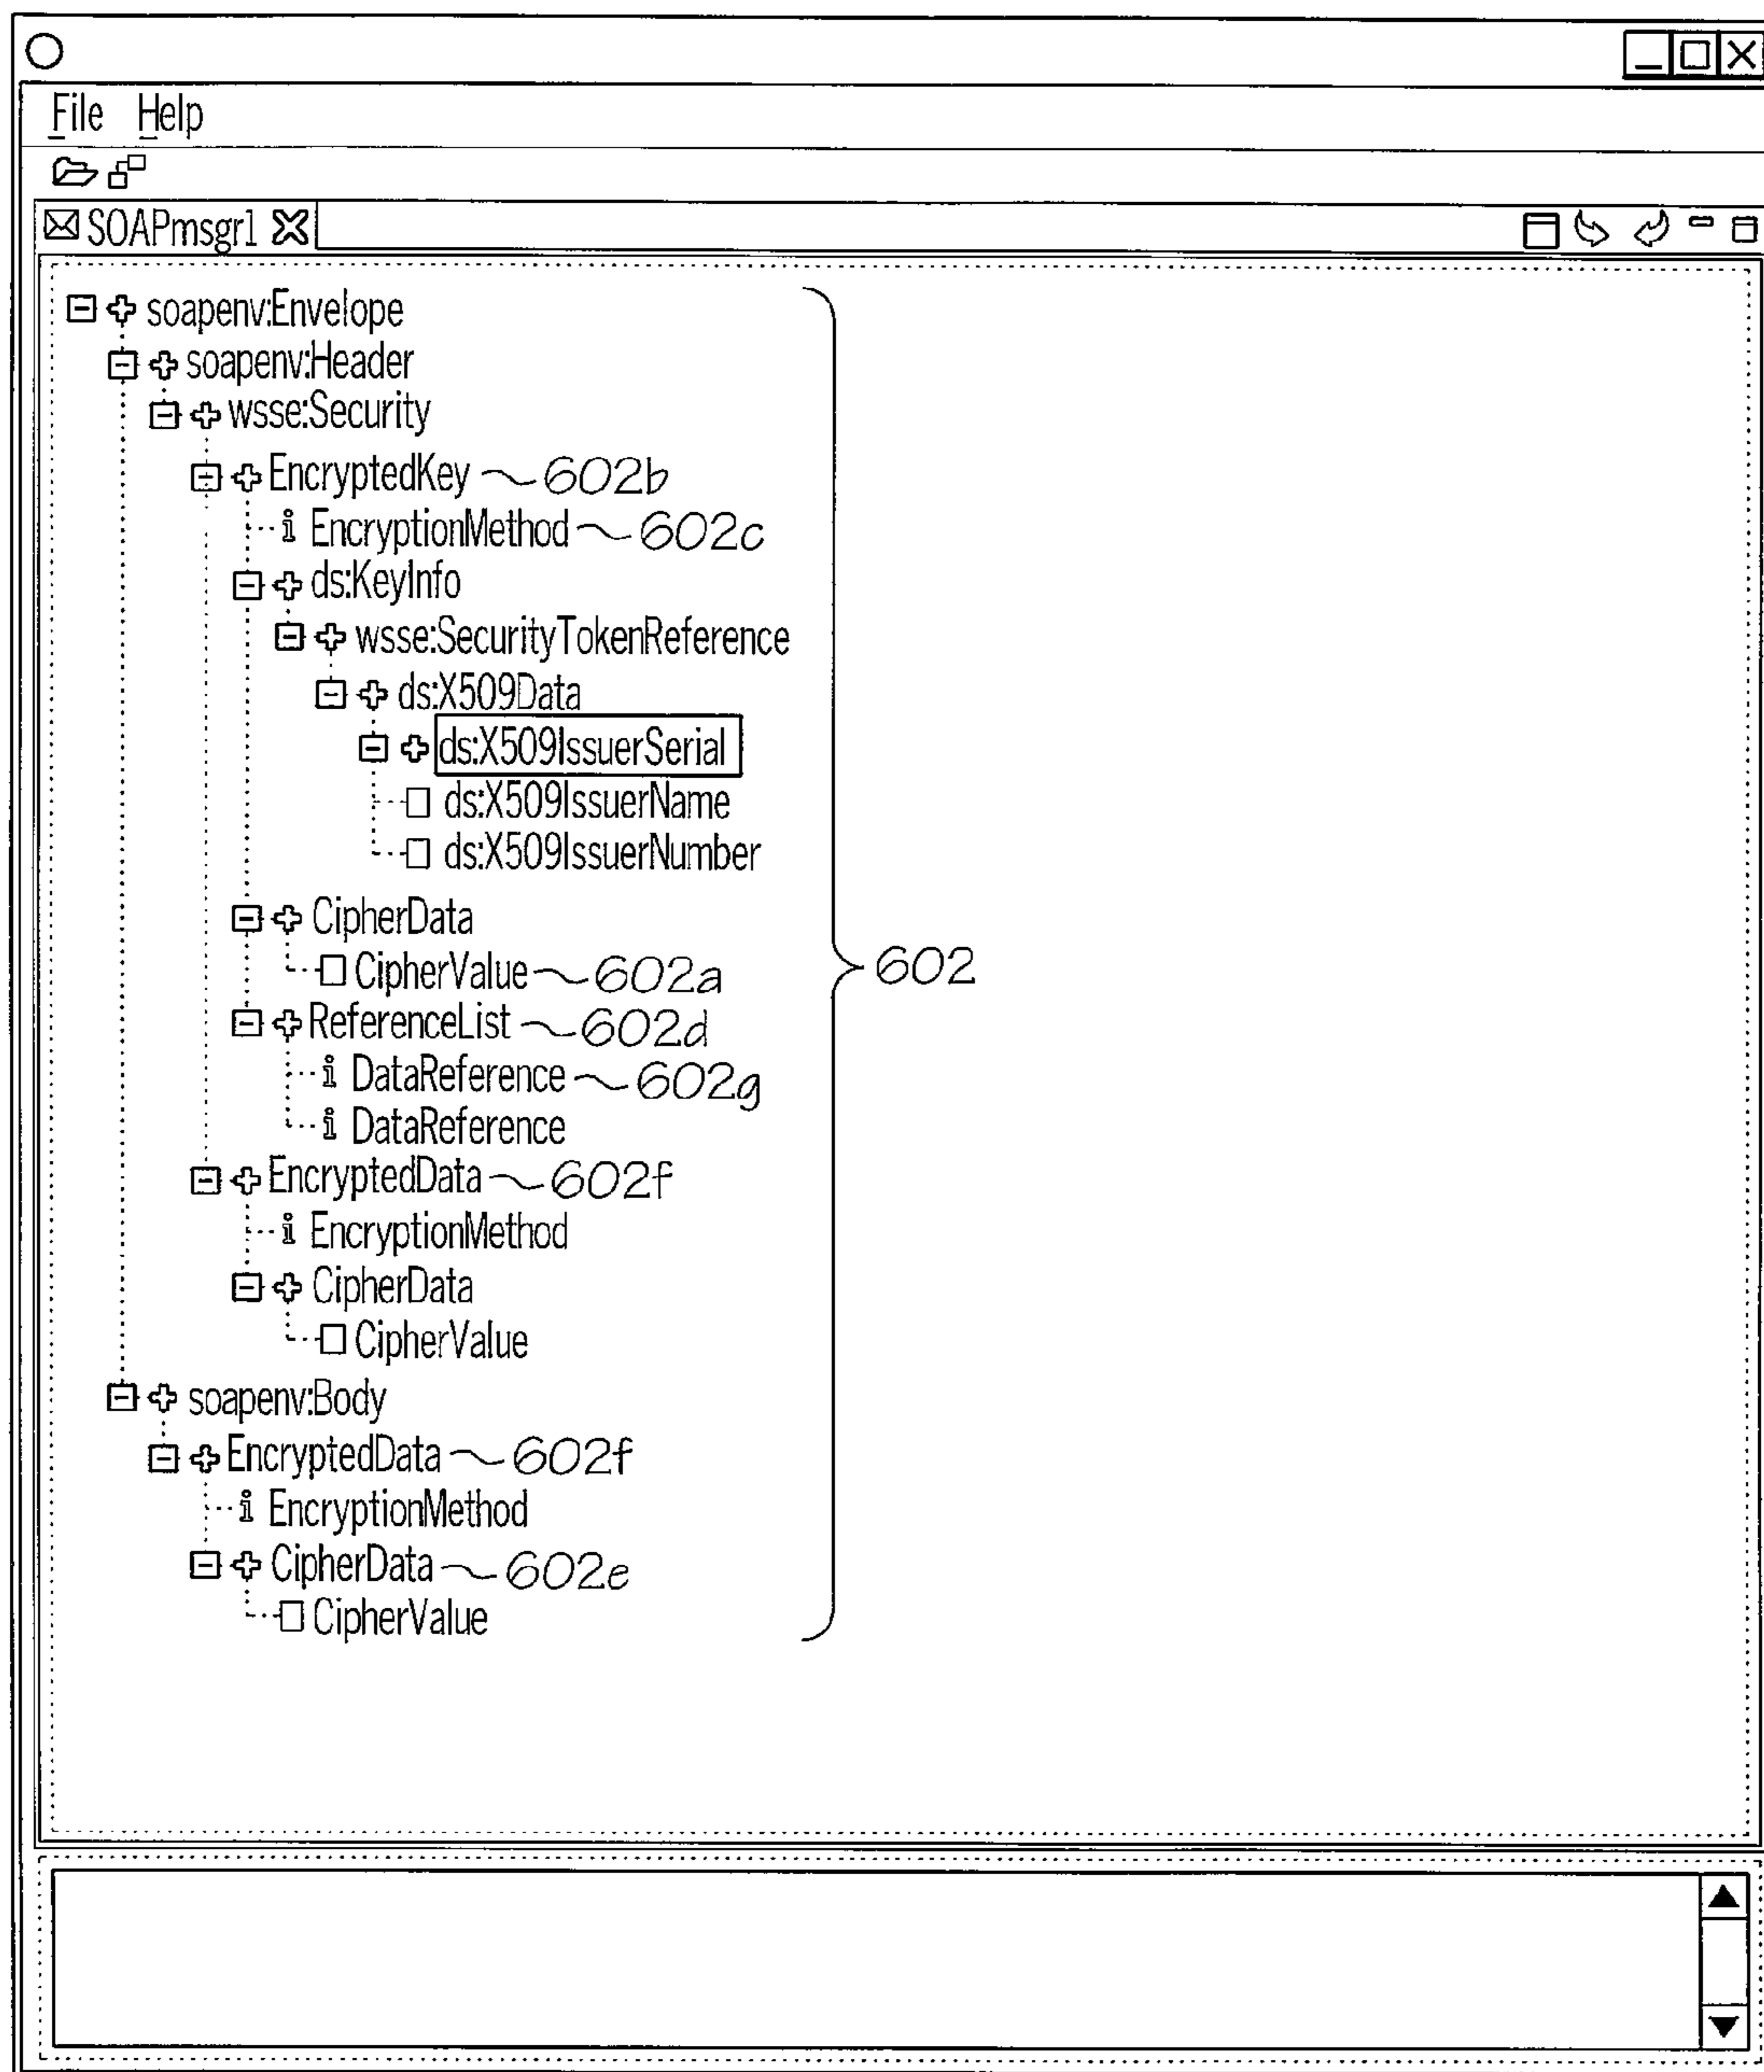 File Help
SOAPmsgrl
soapenv:Envelope
soapenv:Header
wsse:Security
EncryptedKey 602b
EncryptionMethod 602c
ds:KeyInfo
wsse:SecurityTokenReference
ds:X509Data
ds:X509IssuerSerial
ds:X509IssuerName
ds:X509IssuerNumber
CipherData
CipherValue 602a
602
ReferenceList 602d
DataReference 602g
DataReference
EncryptedData 602f
EncryptionMethod
CipherData
CipherValue
soapenv:Body
EncryptedData 602f
EncryptionMethod
CipherData 602e
CipherValue